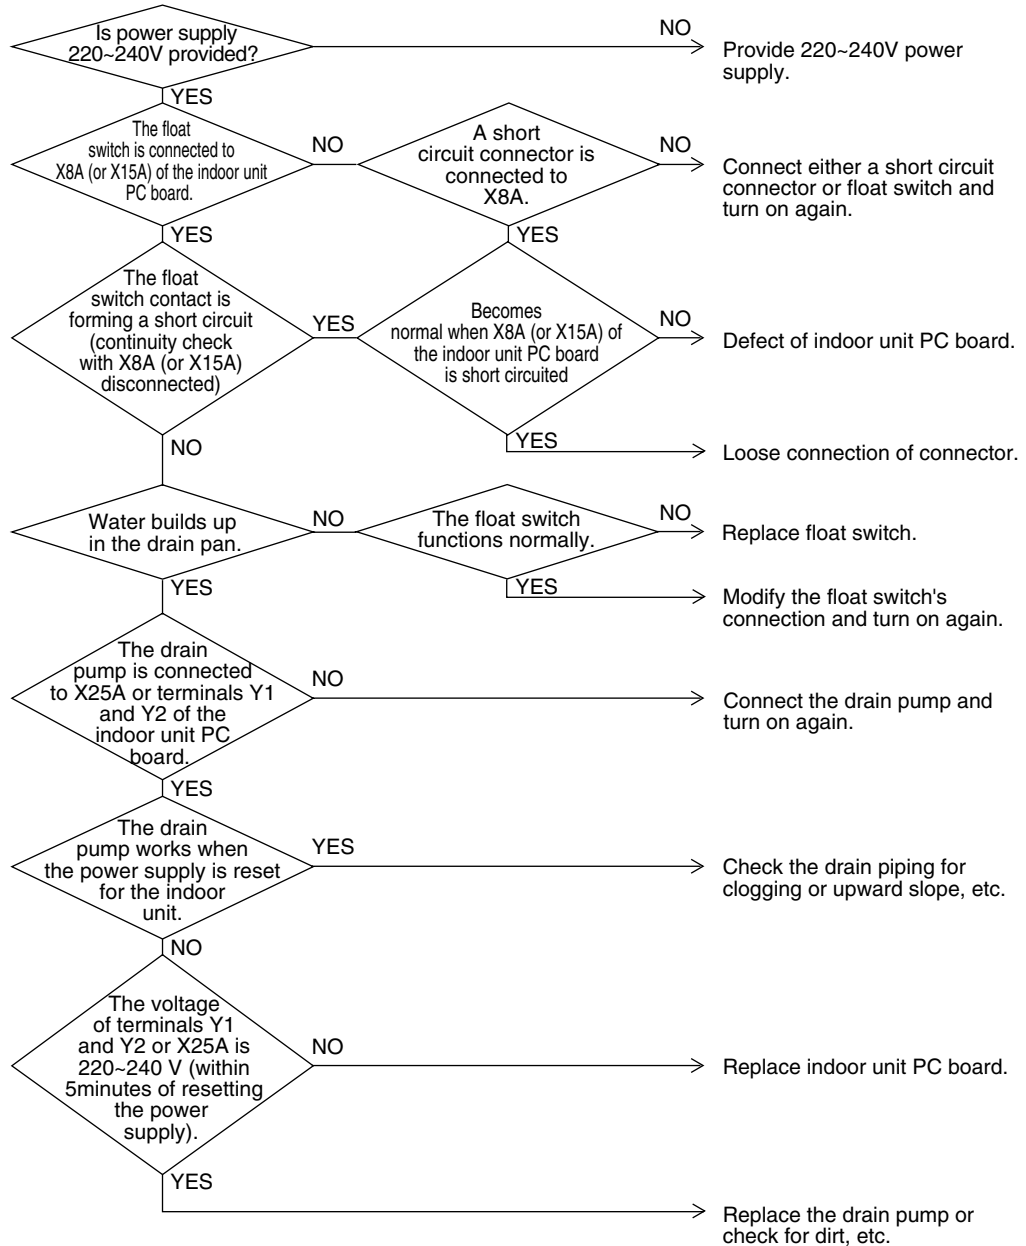 Is power supply
220~240V provided?
NO
Provide 220~240V power
supply.
YES
The float
switch is connected to
X8A (or X15A) of the indoor unit
PC board.
NO
A short
circuit connector is
connected to
X8A.
NO
Connect either a short circuit
connector or float switch and
turn on again.
YES
YES
The float
switch contact is
forming a short circuit
(continuity check
with X8A (or X15A)
disconnected)
YES
Becomes
normal when X8A (or X15A) of
the indoor unit PC board
is short circuited
NO
Defect of indoor unit PC board.
YES
Loose connection of connector.
NO
Water builds up
in the drain pan.
NO
The float switch
functions normally.
NO
Replace float switch.
YES
Modify the float switch's
connection and turn on again.
YES
The drain
pump is connected
to X25A or terminals Y1
and Y2 of the
indoor unit PC
board.
NO
Connect the drain pump and
turn on again.
YES
The drain
pump works when
the power supply is reset
for the indoor
unit.
YES
Check the drain piping for
clogging or upward slope, etc.
NO
The voltage
of terminals Y1
and Y2 or X25A is
220~240 V (within
5minutes of resetting
the power
supply).
NO
Replace indoor unit PC board.
YES
Replace the drain pump or
check for dirt, etc.